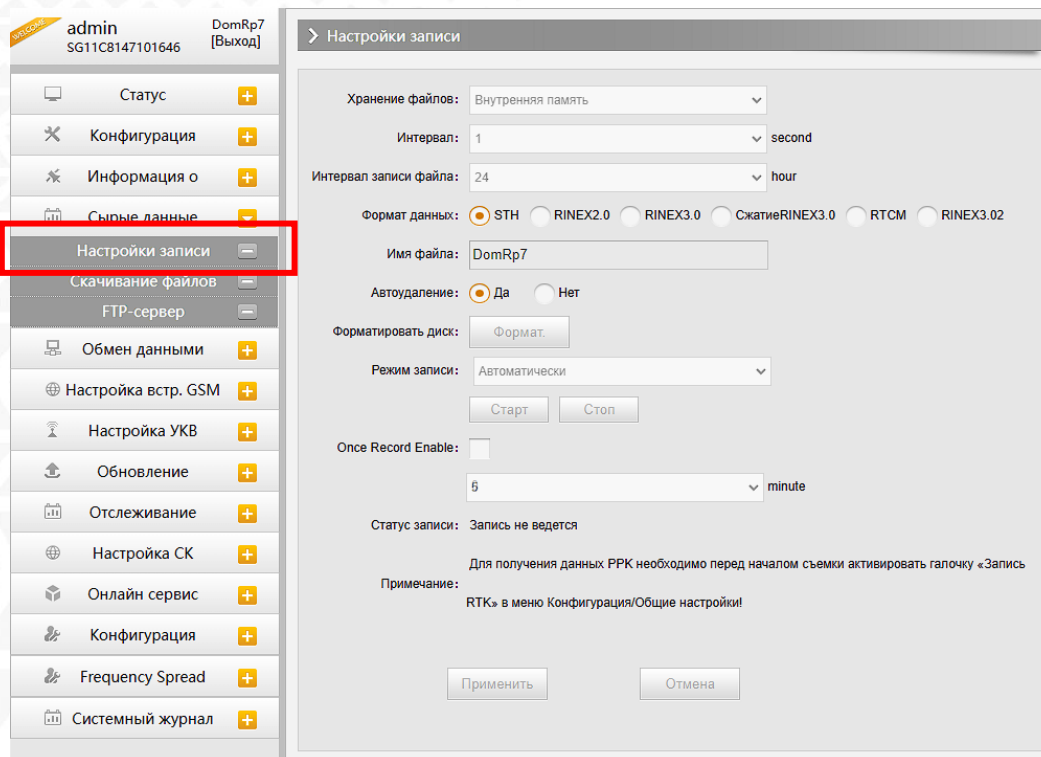 WELCOME
admin DomRp7
SG11C8147101646 [Выход]
Статус
Конфигурация
Информация о
Сырые данные
Настройки записи
Скачивание файлов
FTP-сервер
Обмен данными
Настройка встр. GSM
Настройка УКВ
Обновление
Отслеживание
Настройка СК
Онлайн сервис
Конфигурация
Frequency Spread
Системный журнал
Настройки записи
Хранение файлов: Внутренняя память
Интервал: 1 second
Интервал записи файла: 24 hour
Формат данных: STH RINEX2.0 RINEX3.0 СжатиеRINEX3.0 RTCM RINEX3.02
Имя файла: DomRp7
Автоудаление: Да Нет
Форматировать диск: Формат.
Режим записи: Автоматически
Старт Стоп
Once Record Enable:
minute
Статус записи: Запись не ведется
Примечание: Для получения данных PPK необходимо перед началом съемки активировать галочку «Запись
RTK» в меню Конфигурация/Общие настройки!
Применить Отмена